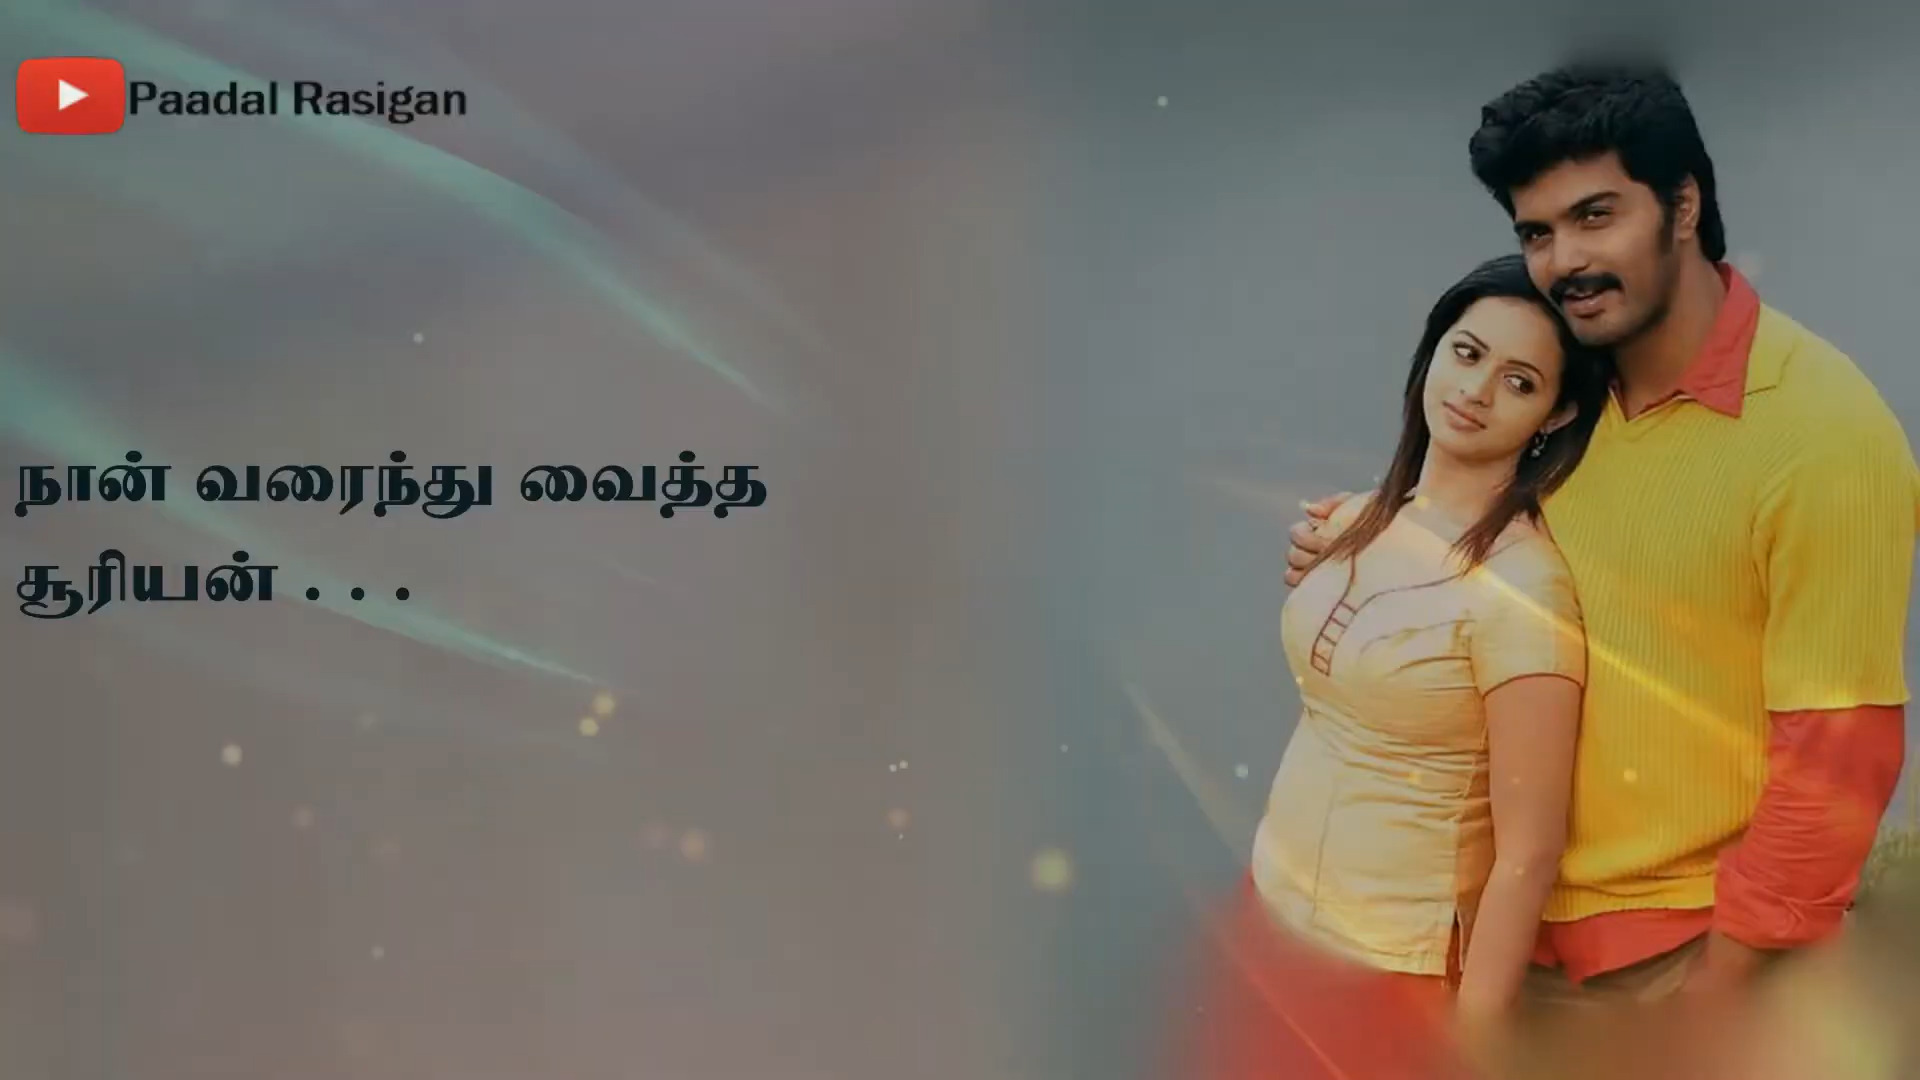 Paadal Rasigan
நான் வரைந்து வைத்த
சூரியன் . . .